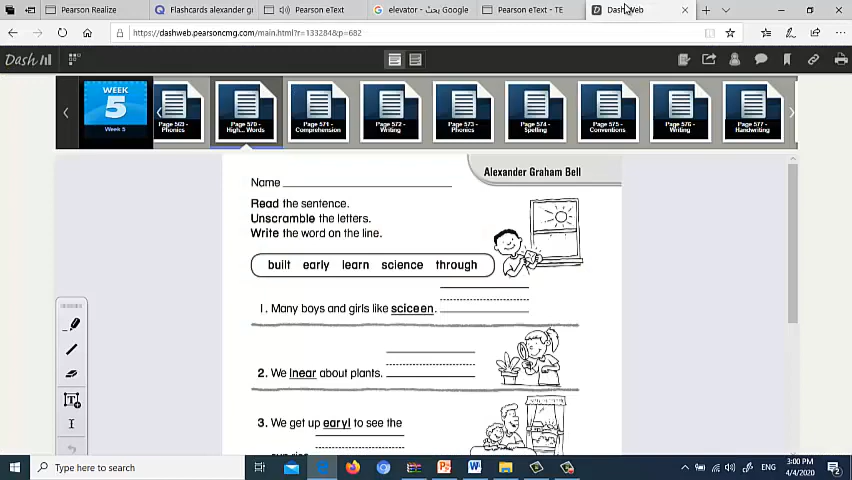 Pearson Realize
Flashcards alexander gr
Pearson eText
elevator - بحث Google
Pearson eText - TE
DashWeb
https://dashweb.pearsoncmg.com/main.html?r=13328&p=682
Dash
WEEK
5
Week 5
Page 569 -
Phonics
Page 570 -
High... Words
Page 571 -
Comprehension
Page 572 -
Writing
Page 573 -
Phonics
Page 574 -
Spelling
Page 575 -
Conventions
Page 576 -
Writing
Page 577 -
Handwriting
Alexander Graham Bell
Name
Read the sentence.
Unscramble the letters.
Write the word on the line.
built early learn science through
1. Many boys and girls like sciceen.
2. We lnear about plants.
3. We get up earyl to see the
Type here to search
ENG
3:00 PM
4/4/2020
2